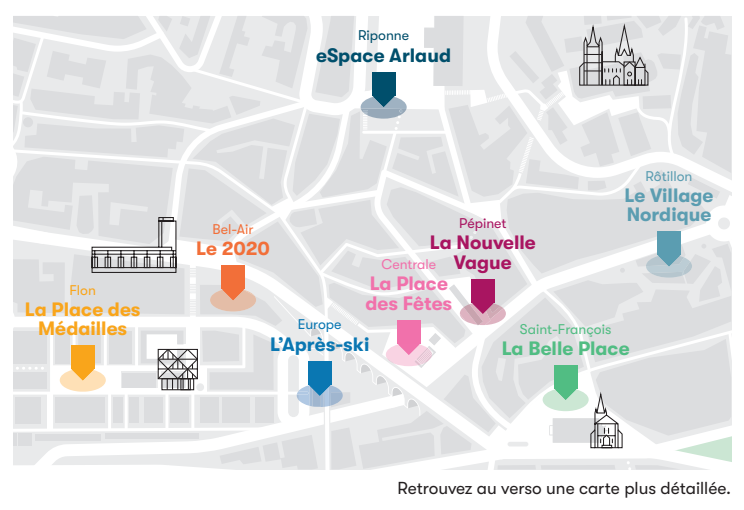 Riponne
eSpace Arlaud
Rôtillon
Le Village
Nordique
Pépinet
La Nouvelle
Vague
Bel-Air
Le 2020
Centrale
La Place
des Fêtes
Flon
La Place des
Médailles
Europe
L'Après-ski
Saint-François
La Belle Place
Retrouvez au verso une carte plus détaillée.